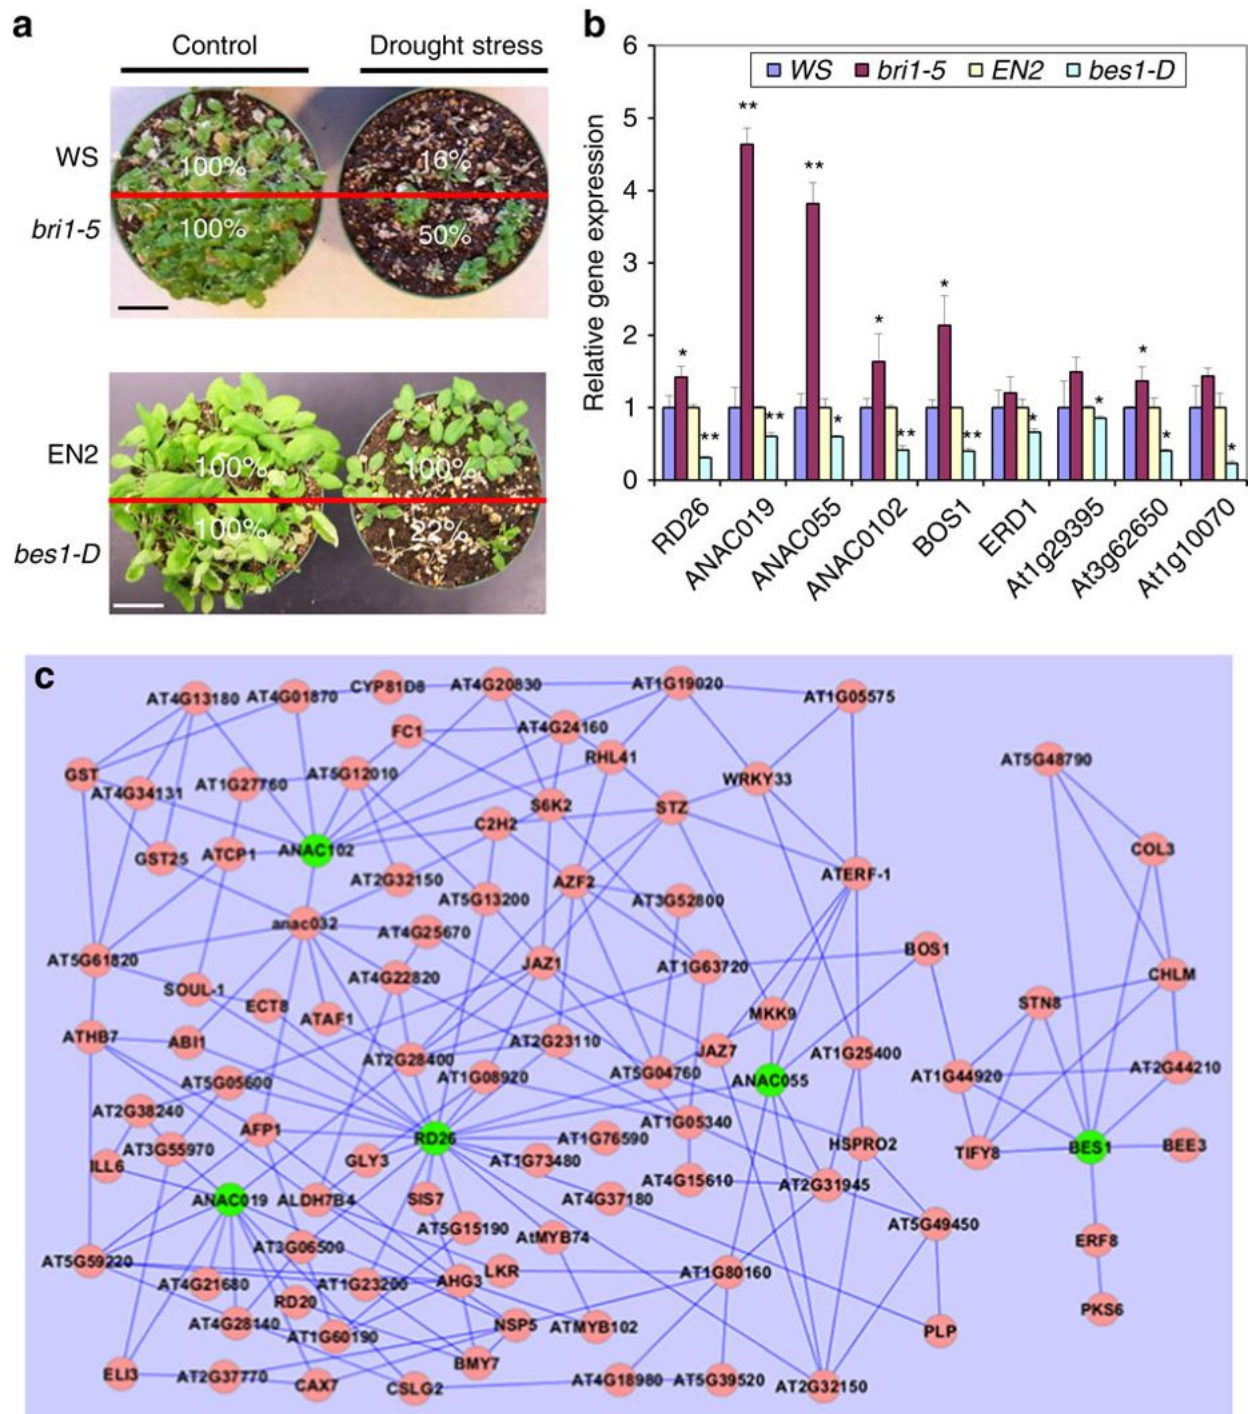 a
Control Drought stress
WS
100% 16%
bri1-5
100% 50%
EN2
100% 100%
bes1-D
100% 22%
b
Relative gene expression
6
5
4
3
2
1
0
WS bri1-5 EN2 bes1-D
* ** ** ** ** * * ** * ** * * * * *
RD26 ANAC019 ANAC055 ANAC0102 BOS1 ERD1 At1g29395 At3g62650 At1g10070
c
AT4G13180 AT4G01870 CYP81D8 AT4G20830 AT1G19020 AT1G05575
FC1 AT4G24160
RHL41
GST AT4G34131 AT1G27760 AT5G12010 WRKY33 AT5G48790
S6K2 STZ
C2H2
GST25 ATCP1 ANAC102 COL3
AT2G32150 AZF2 ATERF-1
AT5G13200 AT3G52800
anac032 AT4G25670
AT5G61820 JAZ1 AT1G63720 BOS1
AT4G22820 CHLM
SOUL-1 ECT8 STN8
ATAF1 MKK9
ATHB7 ABI1 AT2G28400 AT2G23110 JAZ7 AT1G25400
AT5G05600 AT1G08920 AT5G04760 ANAC055 AT1G44920 AT2G44210
AT2G38240 AT1G05340
AT3G55970 AFP1 RD26 AT1G76590 HSPRO2 TIFY8 BES1 BEE3
ILL6 GLY3 AT1G73480
ANAC019 ALDH7B4 SIS7 AT4G37180 AT4G15610 AT2G31945
AT5G15190 AtMYB74 AT5G49450
AT3G06500 ERF8
AT5G59220 AT4G21680 AT1G23200 AHG3 LKR AT1G80160
RD20 PKS6
AT4G28140 AT1G60190 NSP5 ATMYB102 PLP
BMY7
ELI3 AT2G37770 CAX7 CSLG2 AT4G18980 AT5G39520 AT2G32150